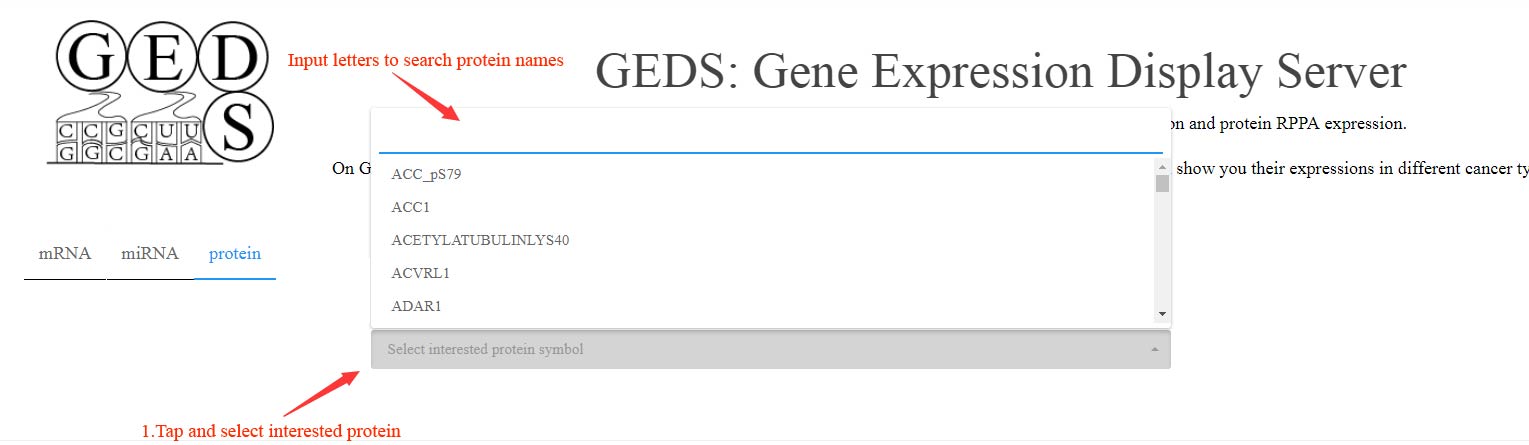 GED
S
CCGCUU
GGCGAA
Input letters to search protein names
GEDS: Gene Expression Display Server
on and protein RPPA expression.
On G
show you their expressions in different cancer ty
ACC_pS79
ACC1
ACETYLATUBULINLYS40
ACVRL1
ADAR1
mRNA miRNA protein
Select interested protein symbol
1.Tap and select interested protein